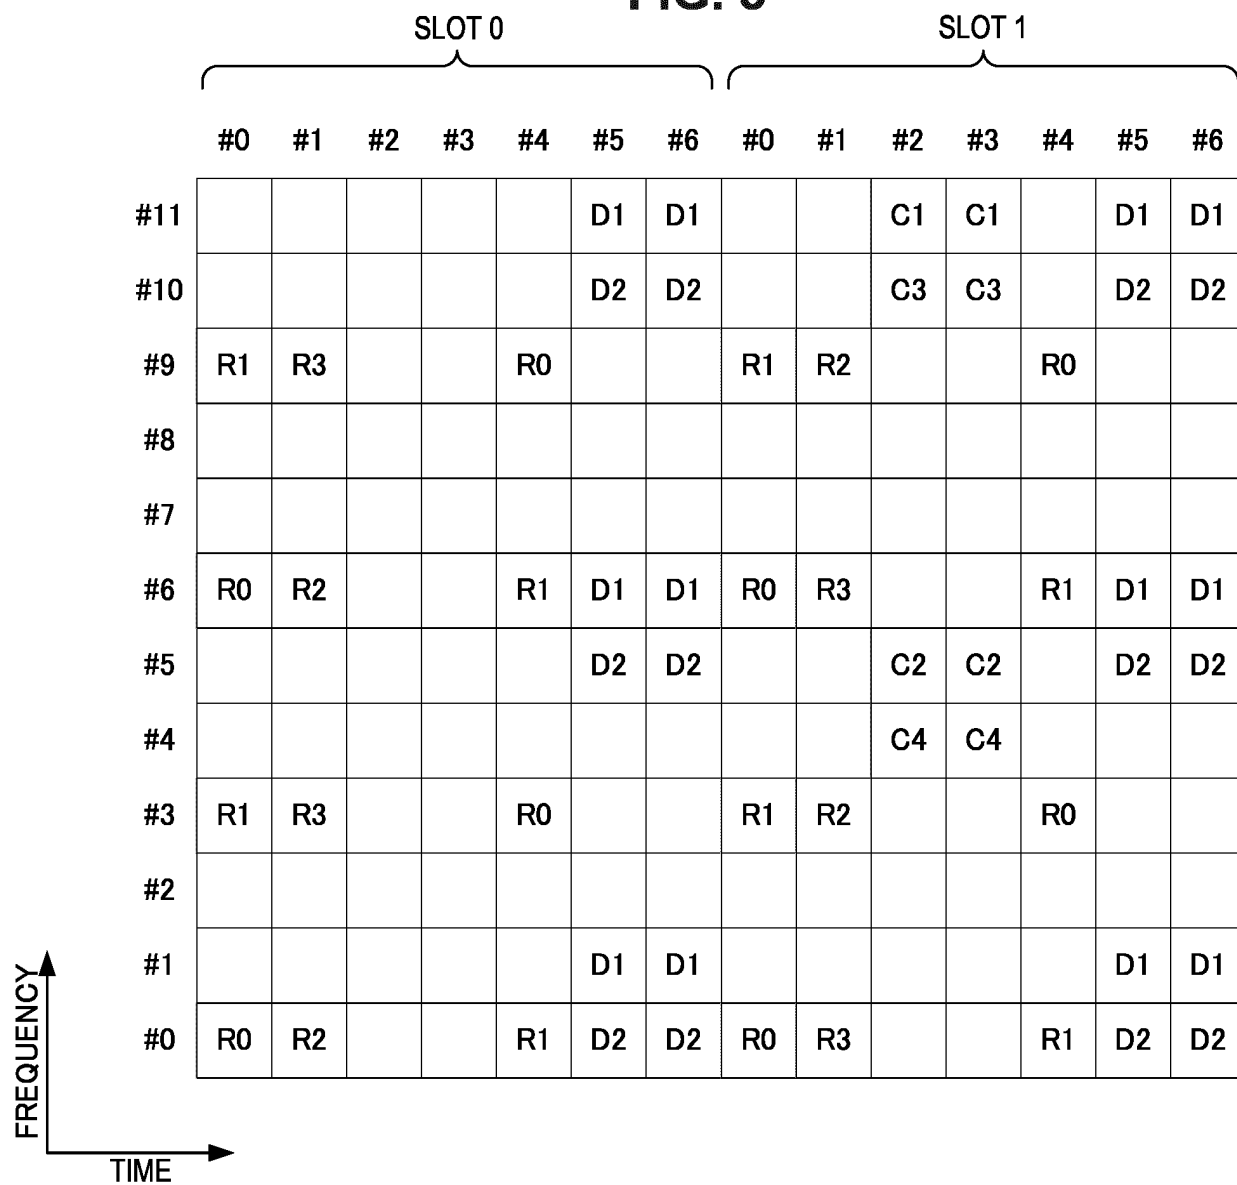 SLOT 0 SLOT 1
#0 #1 #2 #3 #4 #5 #6 #0 #1 #2 #3 #4 #5 #6
#11 D1 D1 C1 C1 D1 D1
#10 D2 D2 C3 C3 D2 D2
#9 R1 R3 R0 R1 R2 R0
#8
#7
#6 R0 R2 R1 D1 D1 R0 R3 R1 D1 D1
#5 D2 D2 C2 C2 D2 D2
#4 C4 C4
#3 R1 R3 R0 R1 R2 R0
#2
#1 D1 D1 D1 D1
#0 R0 R2 R1 D2 D2 R0 R3 R1 D2 D2
FREQUENCY
TIME